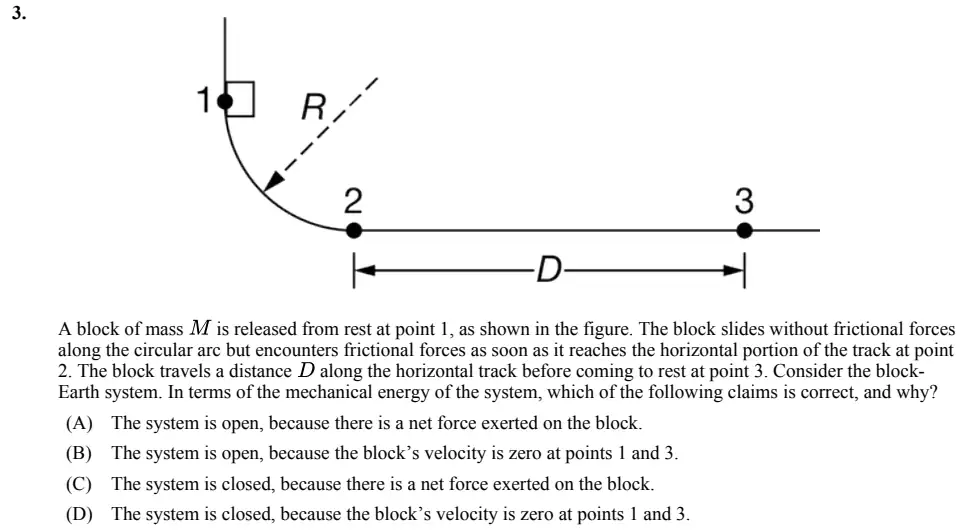 3.
1
R
2
3
D
A block of mass M is released from rest at point 1, as shown in the figure. The block slides without frictional forces
along the circular arc but encounters frictional forces as soon as it reaches the horizontal portion of the track at point
2. The block travels a distance D along the horizontal track before coming to rest at point 3. Consider the block-
Earth system. In terms of the mechanical energy of the system, which of the following claims is correct, and why?
(A) The system is open, because there is a net force exerted on the block.
(B) The system is open, because the block’s velocity is zero at points 1 and 3.
(C) The system is closed, because there is a net force exerted on the block.
(D) The system is closed, because the block’s velocity is zero at points 1 and 3.